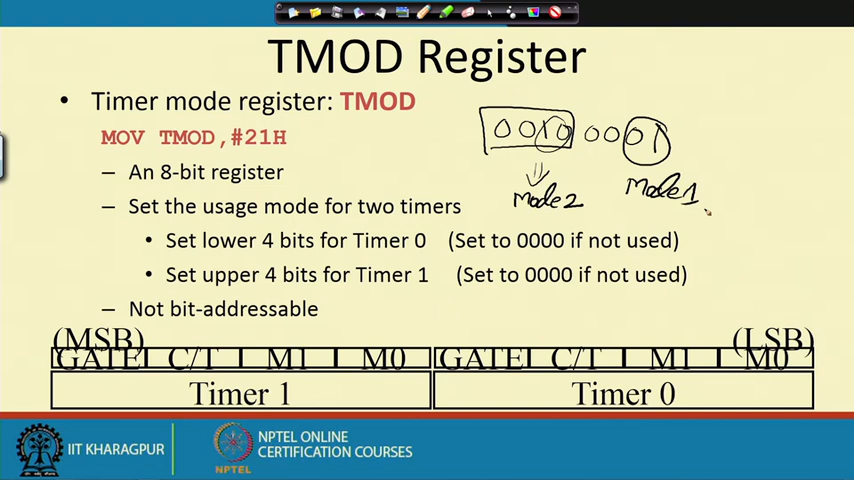 TMOD Register
• Timer mode register: TMOD
MOV TMOD,#21H
0010 0001
– An 8-bit register
mode2 mode1
– Set the usage mode for two timers
• Set lower 4 bits for Timer 0 (Set to 0000 if not used)
• Set upper 4 bits for Timer 1 (Set to 0000 if not used)
– Not bit-addressable
(MSB) (LSB)
GATE C/T M1 M0 GATE C/T M1 M0
Timer 1 Timer 0
IIT KHARAGPUR
NPTEL
NPTEL ONLINE
CERTIFICATION COURSES